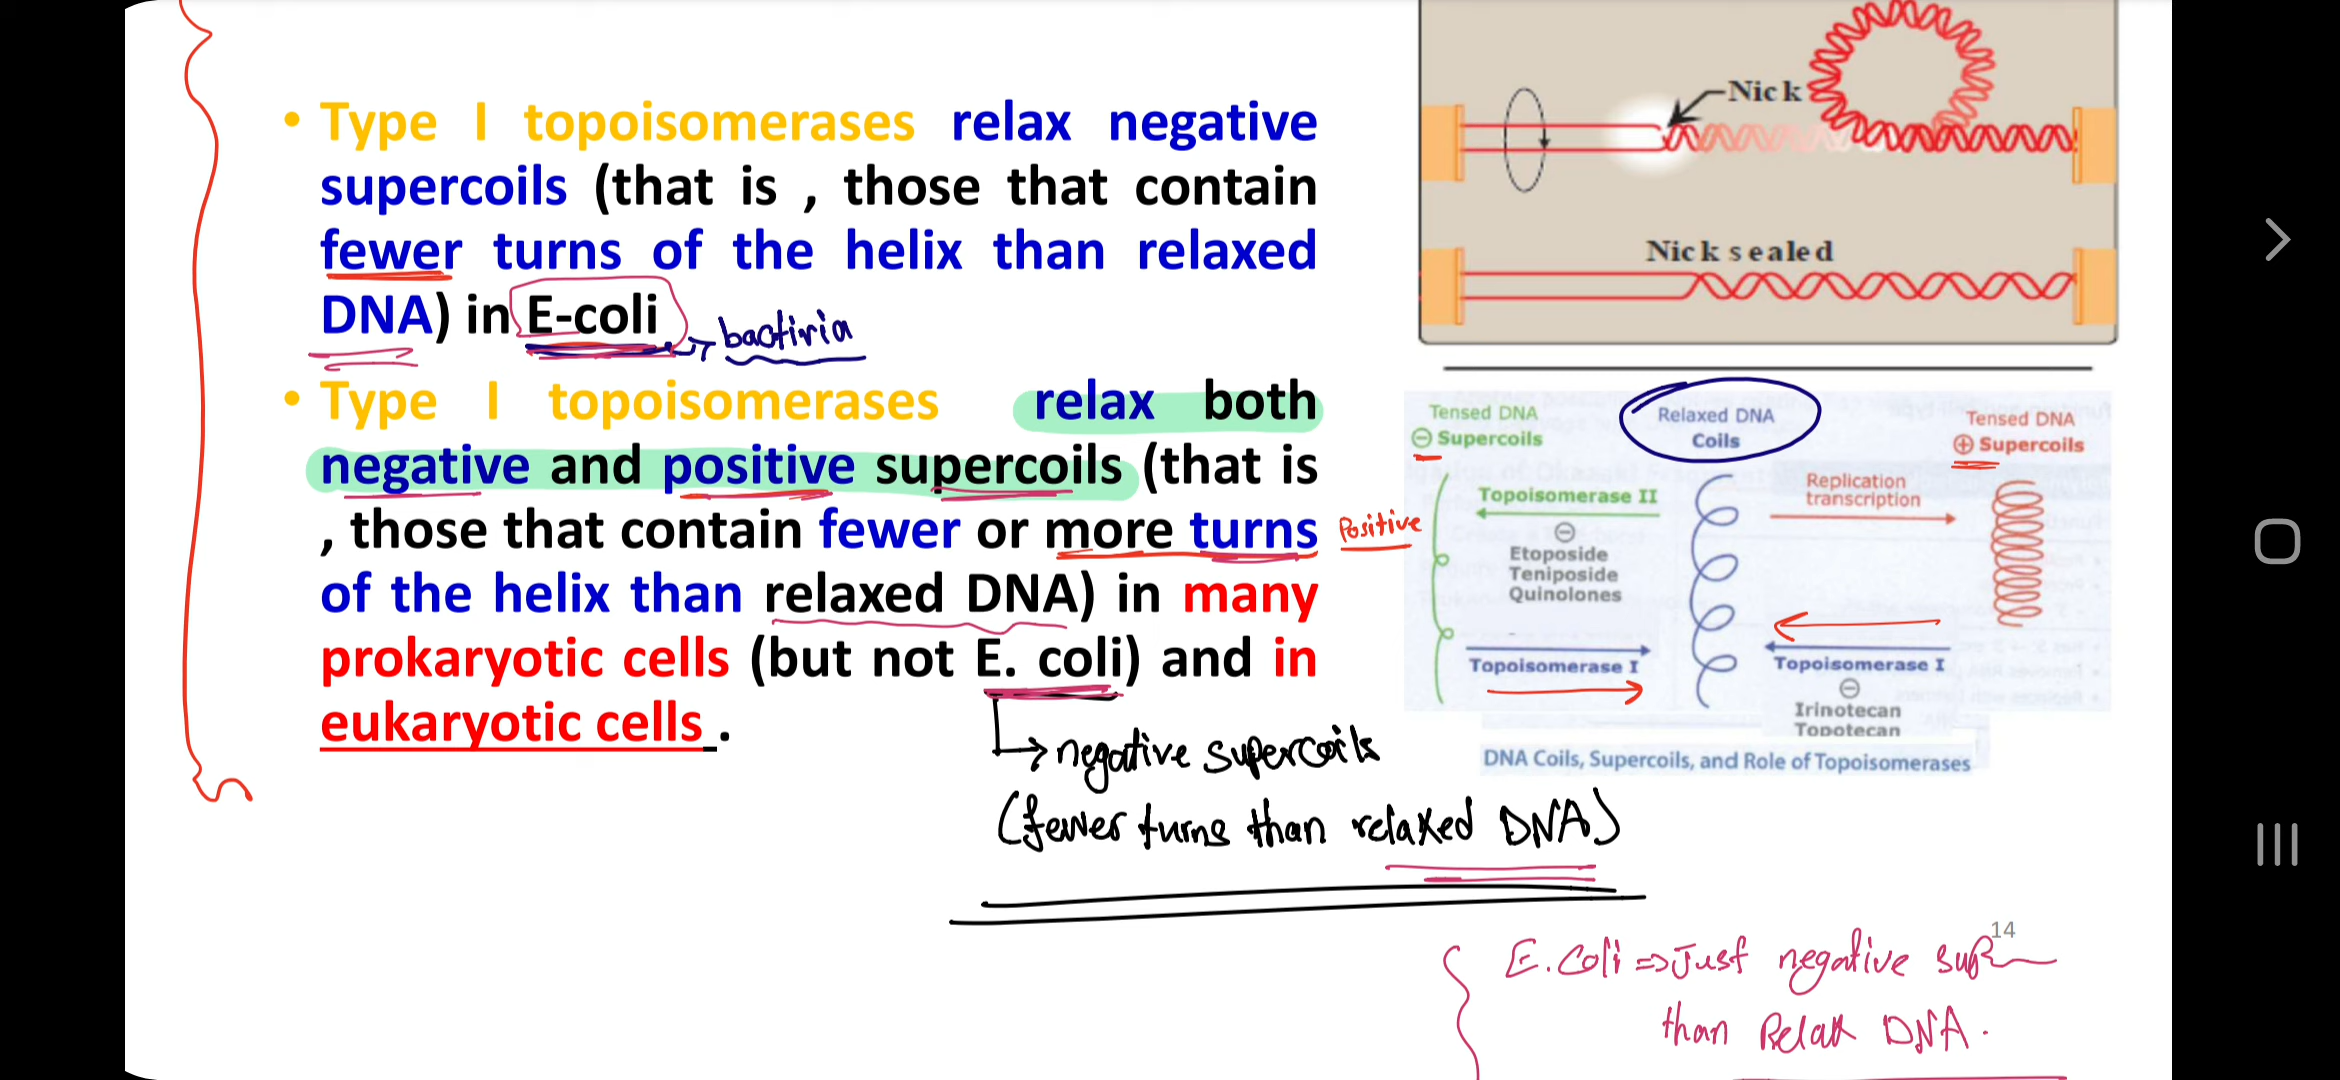 • Type I topoisomerases relax negative
supercoils (that is , those that contain
fewer turns of the helix than relaxed
DNA) in E-coli
bactiria
• Type I topoisomerases relax both
negative and positive supercoils (that is
, those that contain fewer or more turns
Positive
of the helix than relaxed DNA) in many
prokaryotic cells (but not E. coli) and in
eukaryotic cells .
negative supercoils
(fewer turns than relaxed DNA)
Nick
Nick sealed
Tensed DNA
⊖ Supercoils
Relaxed DNA
Coils
Tensed DNA
⊕ Supercoils
Topoisomerase II
⊖
Etoposide
Teniposide
Quinolones
Replication
transcription
Topoisomerase I
Topoisomerase I
⊖
Irinotecan
Topotecan
DNA Coils, Supercoils, and Role of Topoisomerases
14
E.Coli => Just negative sup
than Relax DNA.